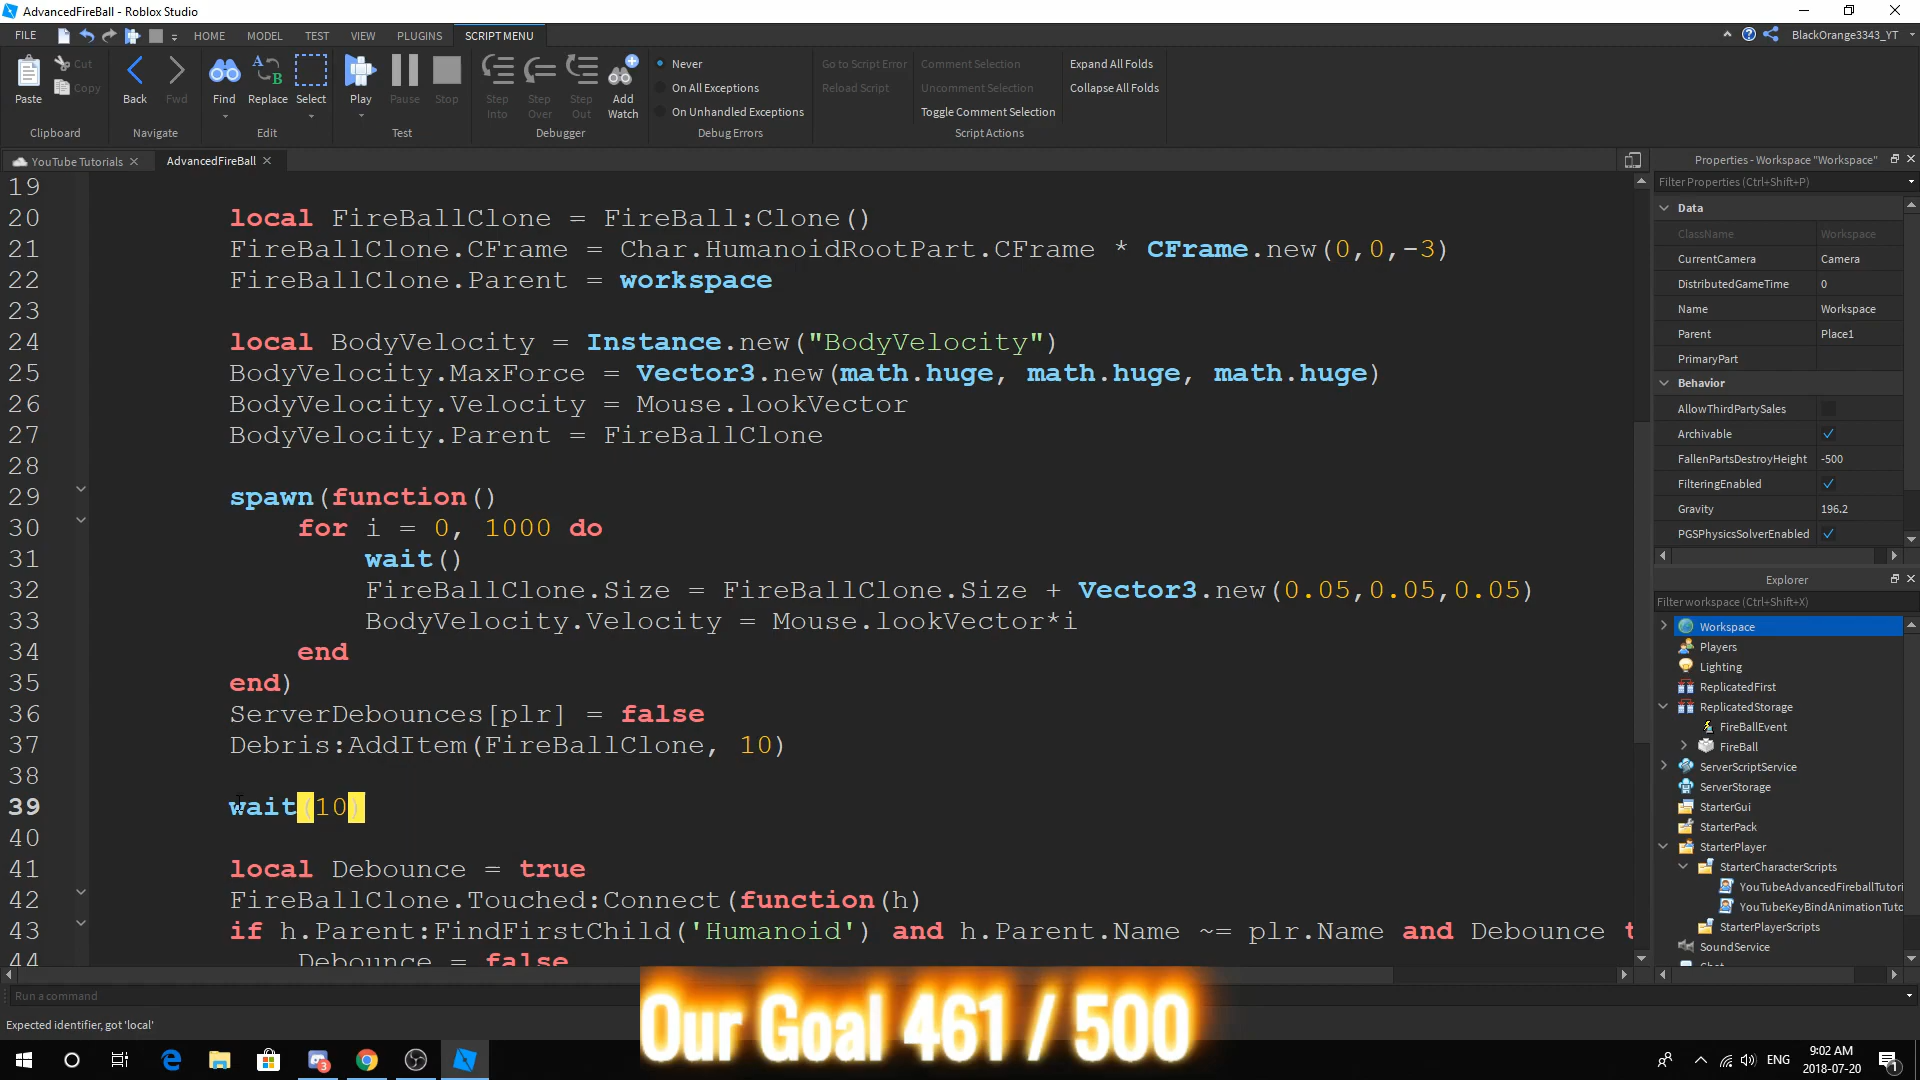 AdvancedFireBall - Roblox Studio
FILE HOME MODEL TEST VIEW PLUGINS SCRIPT MENU BlackOrange3343_YT
Paste Cut Copy Back Fwd Find Replace Select Play Pause Stop Step Into Step Over Step Out Add Watch
Never
On All Exceptions
On Unhandled Exceptions
Go to Script Error
Reload Script
Comment Selection
Uncomment Selection
Toggle Comment Selection
Expand All Folds
Collapse All Folds
Clipboard Navigate Edit Test Debugger Debug Errors Script Actions
YouTube Tutorials AdvancedFireBall
19
20 local FireBallClone = FireBall:Clone()
21 FireBallClone.CFrame = Char.HumanoidRootPart.CFrame * CFrame.new(0,0,-3)
22 FireBallClone.Parent = workspace
23
24 local BodyVelocity = Instance.new("BodyVelocity")
25 BodyVelocity.MaxForce = Vector3.new(math.huge, math.huge, math.huge)
26 BodyVelocity.Velocity = Mouse.lookVector
27 BodyVelocity.Parent = FireBallClone
28
29 spawn(function()
30 for i = 0, 1000 do
31 wait()
32 FireBallClone.Size = FireBallClone.Size + Vector3.new(0.05,0.05,0.05)
33 BodyVelocity.Velocity = Mouse.lookVector*i
34 end
35 end)
36 ServerDebounces[plr] = false
37 Debris:AddItem(FireBallClone, 10)
38
39 wait(10)
40
41 local Debounce = true
42 FireBallClone.Touched:Connect(function(h)
43 if h.Parent:FindFirstChild('Humanoid') and h.Parent.Name ~= plr.Name and Debounce t
44 Debounce = false
Properties - Workspace "Workspace"
Filter Properties (Ctrl+Shift+P)
Data
ClassName Workspace
CurrentCamera Camera
DistributedGameTime 0
Name Workspace
Parent Place1
PrimaryPart
Behavior
AllowThirdPartySales
Archivable
FallenPartsDestroyHeight -500
FilteringEnabled
Gravity 196.2
PGSPhysicsSolverEnabled
Explorer
Filter workspace (Ctrl+Shift+X)
Workspace
Players
Lighting
ReplicatedFirst
ReplicatedStorage
FireBallEvent
FireBall
ServerScriptService
ServerStorage
StarterGui
StarterPack
StarterPlayer
StarterCharacterScripts
YouTubeAdvancedFireballTutori
YouTubeKeyBindAnimationTuto
StarterPlayerScripts
SoundService
Run a command
Expected identifier, got 'local'
Our Goal 461 / 500
3
ENG
9:02 AM
2018-07-20
1